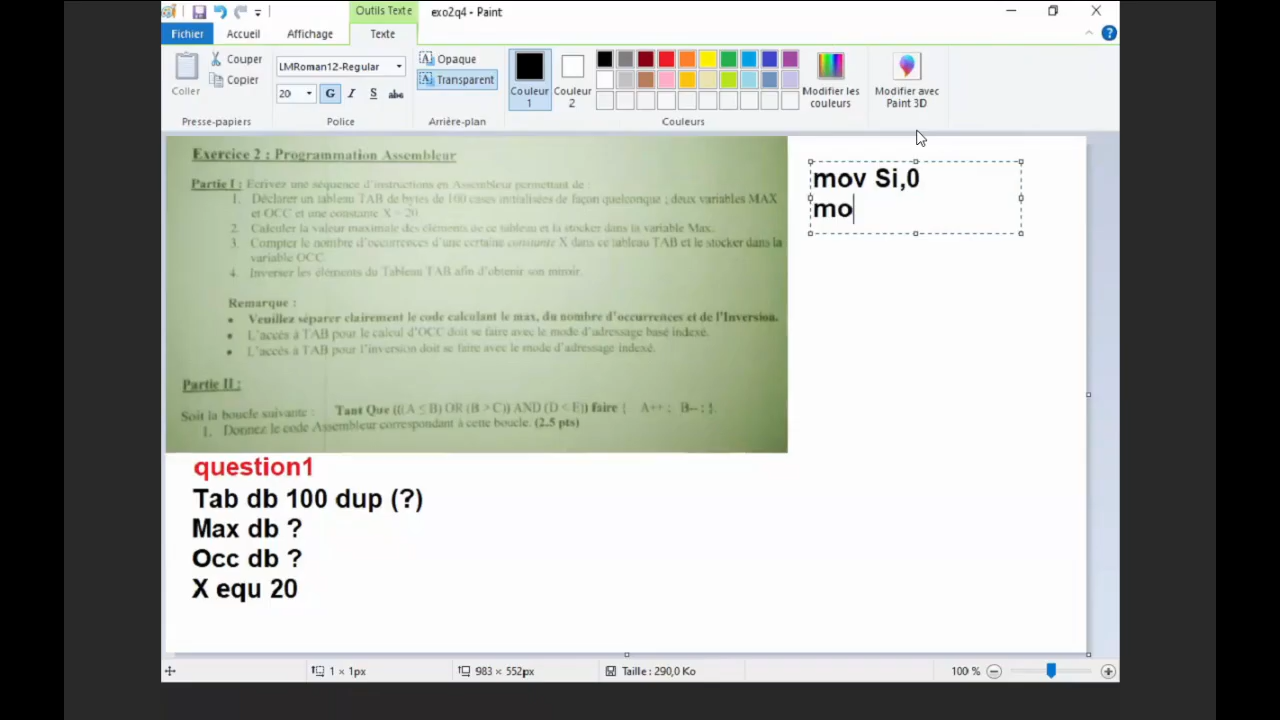 Outils Texte
exo2q4 - Paint
Fichier
Accueil
Affichage
Texte
Coller
Couper
Copier
Presse-papiers
LMRoman12-Regular
20
G I S abc
Police
Opaque
Transparent
Arrière-plan
Couleur 1
Couleur 2
Couleurs
Modifier les couleurs
Modifier avec Paint 3D
Exercice 2 : Programmation Assembleur
Partie I : Ecrivez une séquence d'instructions en Assembleur permettant de :
1. Déclarer un tableau TAB de bytes de 100 cases initialisées de façon quelconque ; deux variables MAX
et OCC et une constante X = 20
2. Calculer la valeur maximale des éléments de ce tableau et la stocker dans la variable Max.
3. Compter le nombre d'occurrences d'une certaine constante X dans ce tableau TAB et le stocker dans la
variable OCC
4. Inverser les éléments du Tableau TAB afin d'obtenir son miroir.
Remarque :
• Veuillez séparer clairement le code calculant le max, du nombre d'occurrences et de l'Inversion.
• L'accès à TAB pour le calcul d'OCC doit se faire avec le mode d'adressage basé indexé.
• L'accès à TAB pour l'inversion doit se faire avec le mode d'adressage indexé.
Partie II :
Soit la boucle suivante : Tant Que (((A ≤ B) OR (B > C)) AND (D < E)) faire { A++ ; B-- ; }.
1. Donnez le code Assembleur correspondant à cette boucle. (2.5 pts)
question1
Tab db 100 dup (?)
Max db ?
Occ db ?
X equ 20
mov Si,0
mo
1 × 1px
983 × 552px
Taille : 290,0 Ko
100 %